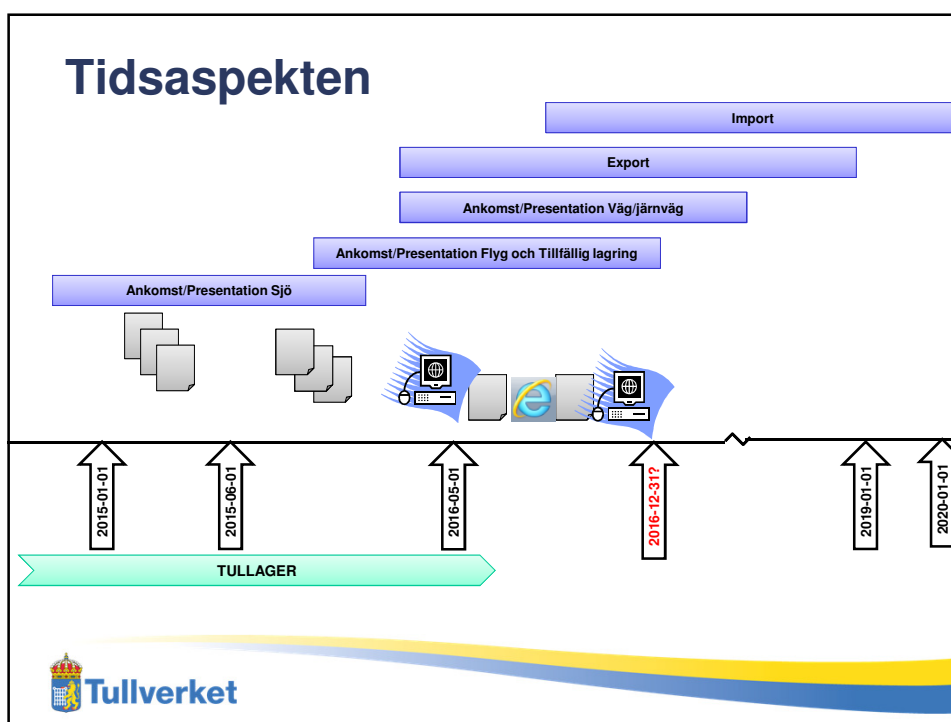 Tidsaspekten
Import
Export
Ankomst/Presentation Väg/järnväg
Ankomst/Presentation Flyg och Tillfällig lagring
Ankomst/Presentation Sjö
2015-01-01
2015-06-01
2016-05-01
2016-12-31?
2019-01-01
2020-01-01
TULLAGER
Tullverket